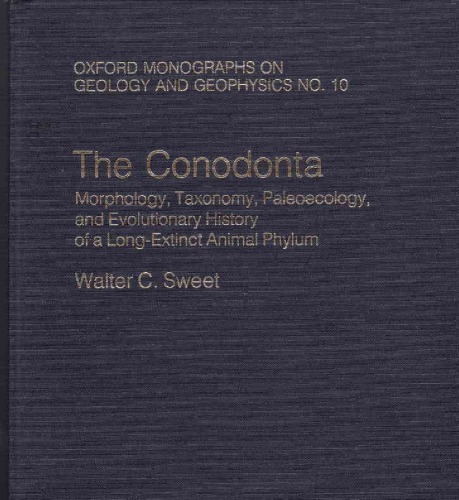 OXFORD MONOGRAPHS ON
GEOLOGY AND GEOPHYSICS NO. 10
The Conodonta
Morphology, Taxonomy, Paleoecology,
and Evolutionary History
of a Long-Extinct Animal Phylum
Walter C. Sweet